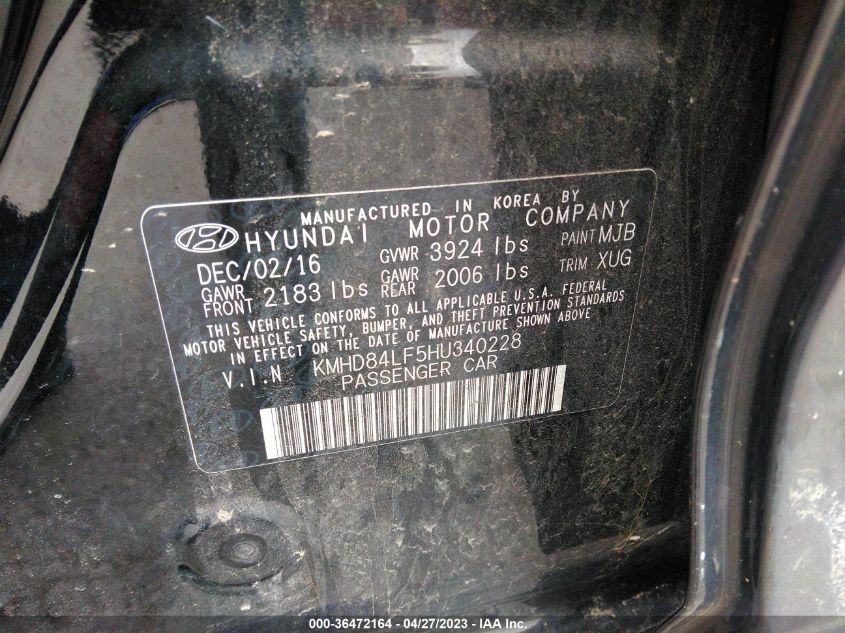 MANUFACTURED IN KOREA BY
HYUNDAI MOTOR COMPANY
DEC/02/16 GVWR 3924 lbs PAINT MJB
GAWR FRONT 2183 lbs GAWR REAR 2006 lbs TRIM XUG
THIS VEHICLE CONFORMS TO ALL APPLICABLE U.S.A. FEDERAL
MOTOR VEHICLE SAFETY, BUMPER, AND THEFT PREVENTION STANDARDS
IN EFFECT ON THE DATE OF MANUFACTURE SHOWN ABOVE
V.I.N KMHD84LF5HU340228
PASSENGER CAR
000-36472164 - 04/27/2023 - IAA, Inc.